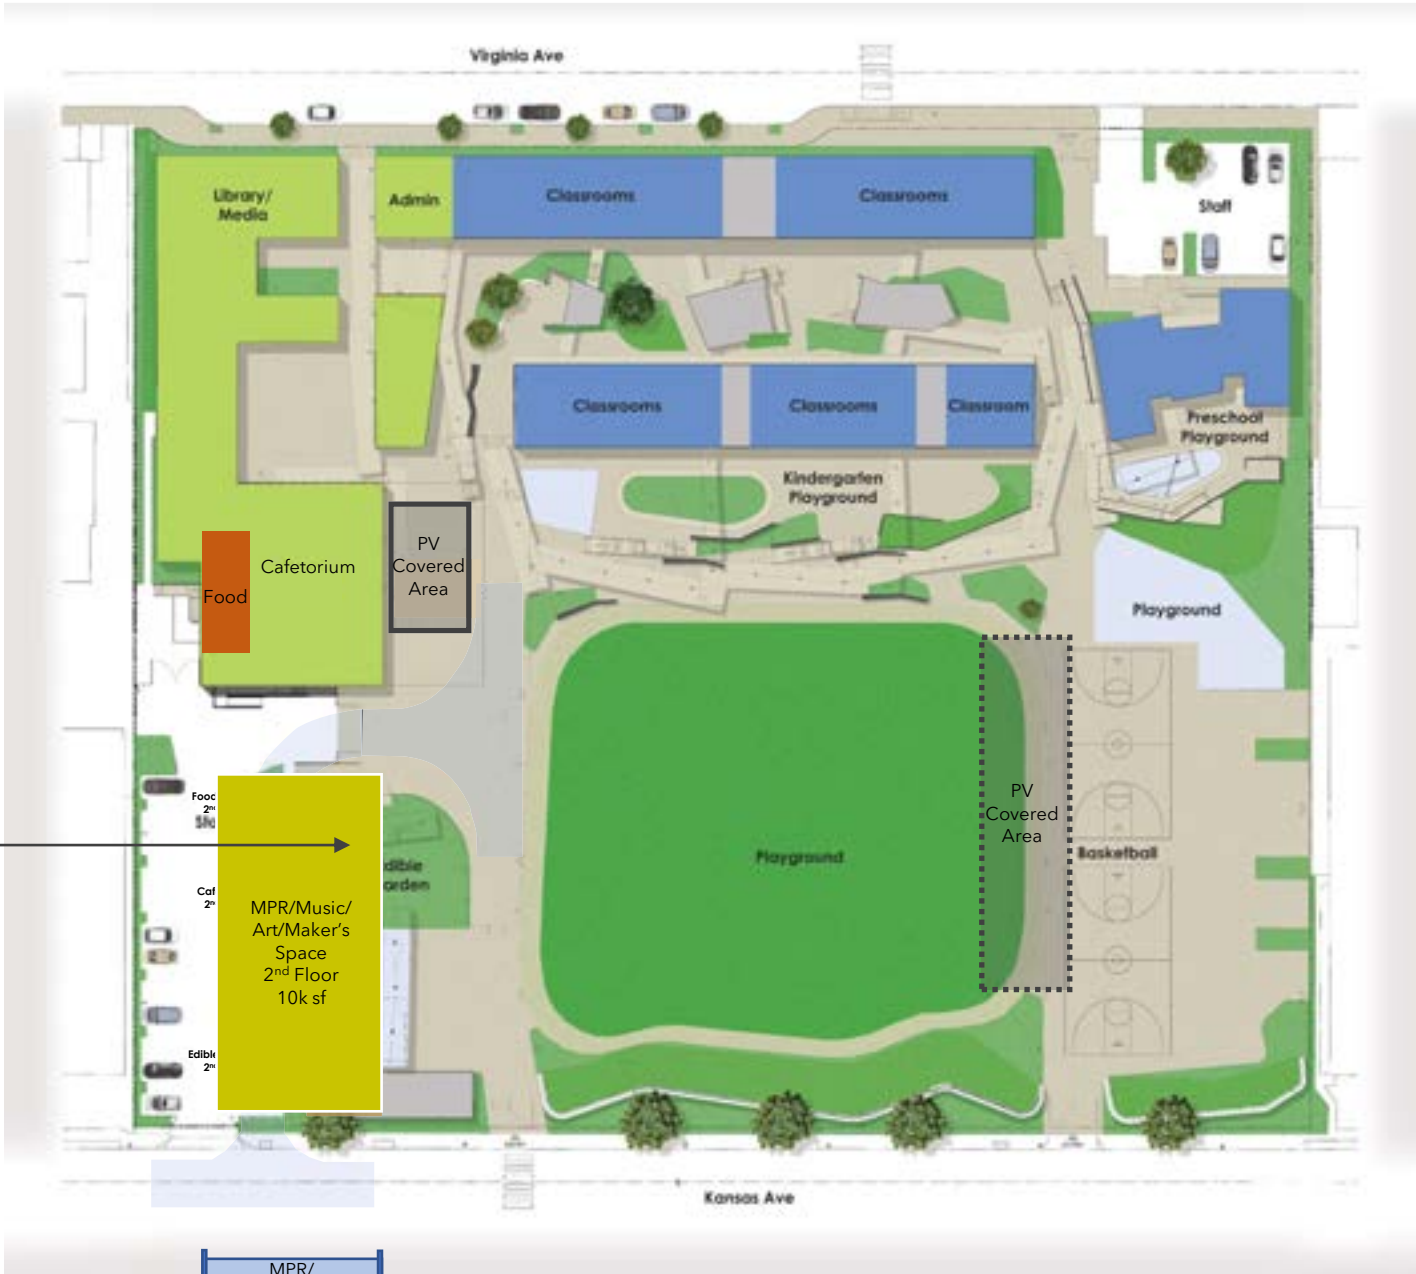 Virginia Ave
Library/
Media
Admin
Classrooms
Classrooms
Staff
Classrooms
Classrooms
Classroom
Preschool
Playground
Kindergarten
Playground
PV
Covered
Area
Cafetorium
Food
Playground
PV
Covered
Area
Basketball
Playground
MPR/Music/
Art/Maker's
Space
2nd Floor
10k sf
Kansas Ave
MPR/